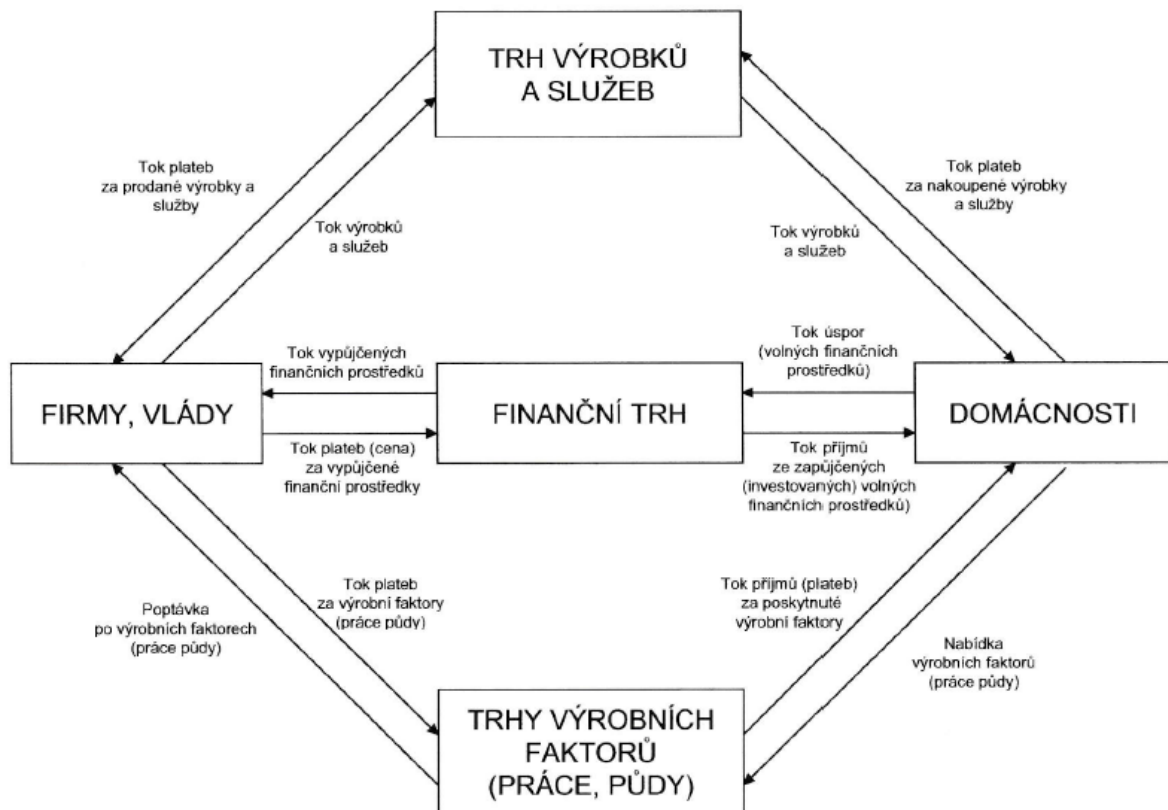 TRH VÝROBKŮ
A SLUŽEB
Tok plateb
za prodané výrobky a
služby
Tok výrobků
a služeb
Tok plateb
za nakoupené výrobky
a služby
Tok výrobků
a služeb
Tok vypůjčených
finančních prostředků
Tok úspor
(volných finančních
prostředků)
FIRMY, VLÁDY
FINANČNÍ TRH
DOMÁCNOSTI
Tok plateb (cena)
za vypůjčené
finanční prostředky
Tok příjmů
ze zapůjčených
(investovaných) volných
finančních prostředků)
Poptávka
po výrobních faktorech
(práce půdy)
Tok plateb
za výrobní faktory
(práce půdy)
Tok příjmů (plateb)
za poskytnuté
výrobní faktory
Nabídka
výrobních faktorů
(práce půdy)
TRHY VÝROBNÍCH
FAKTORŮ
(PRÁCE, PŮDY)